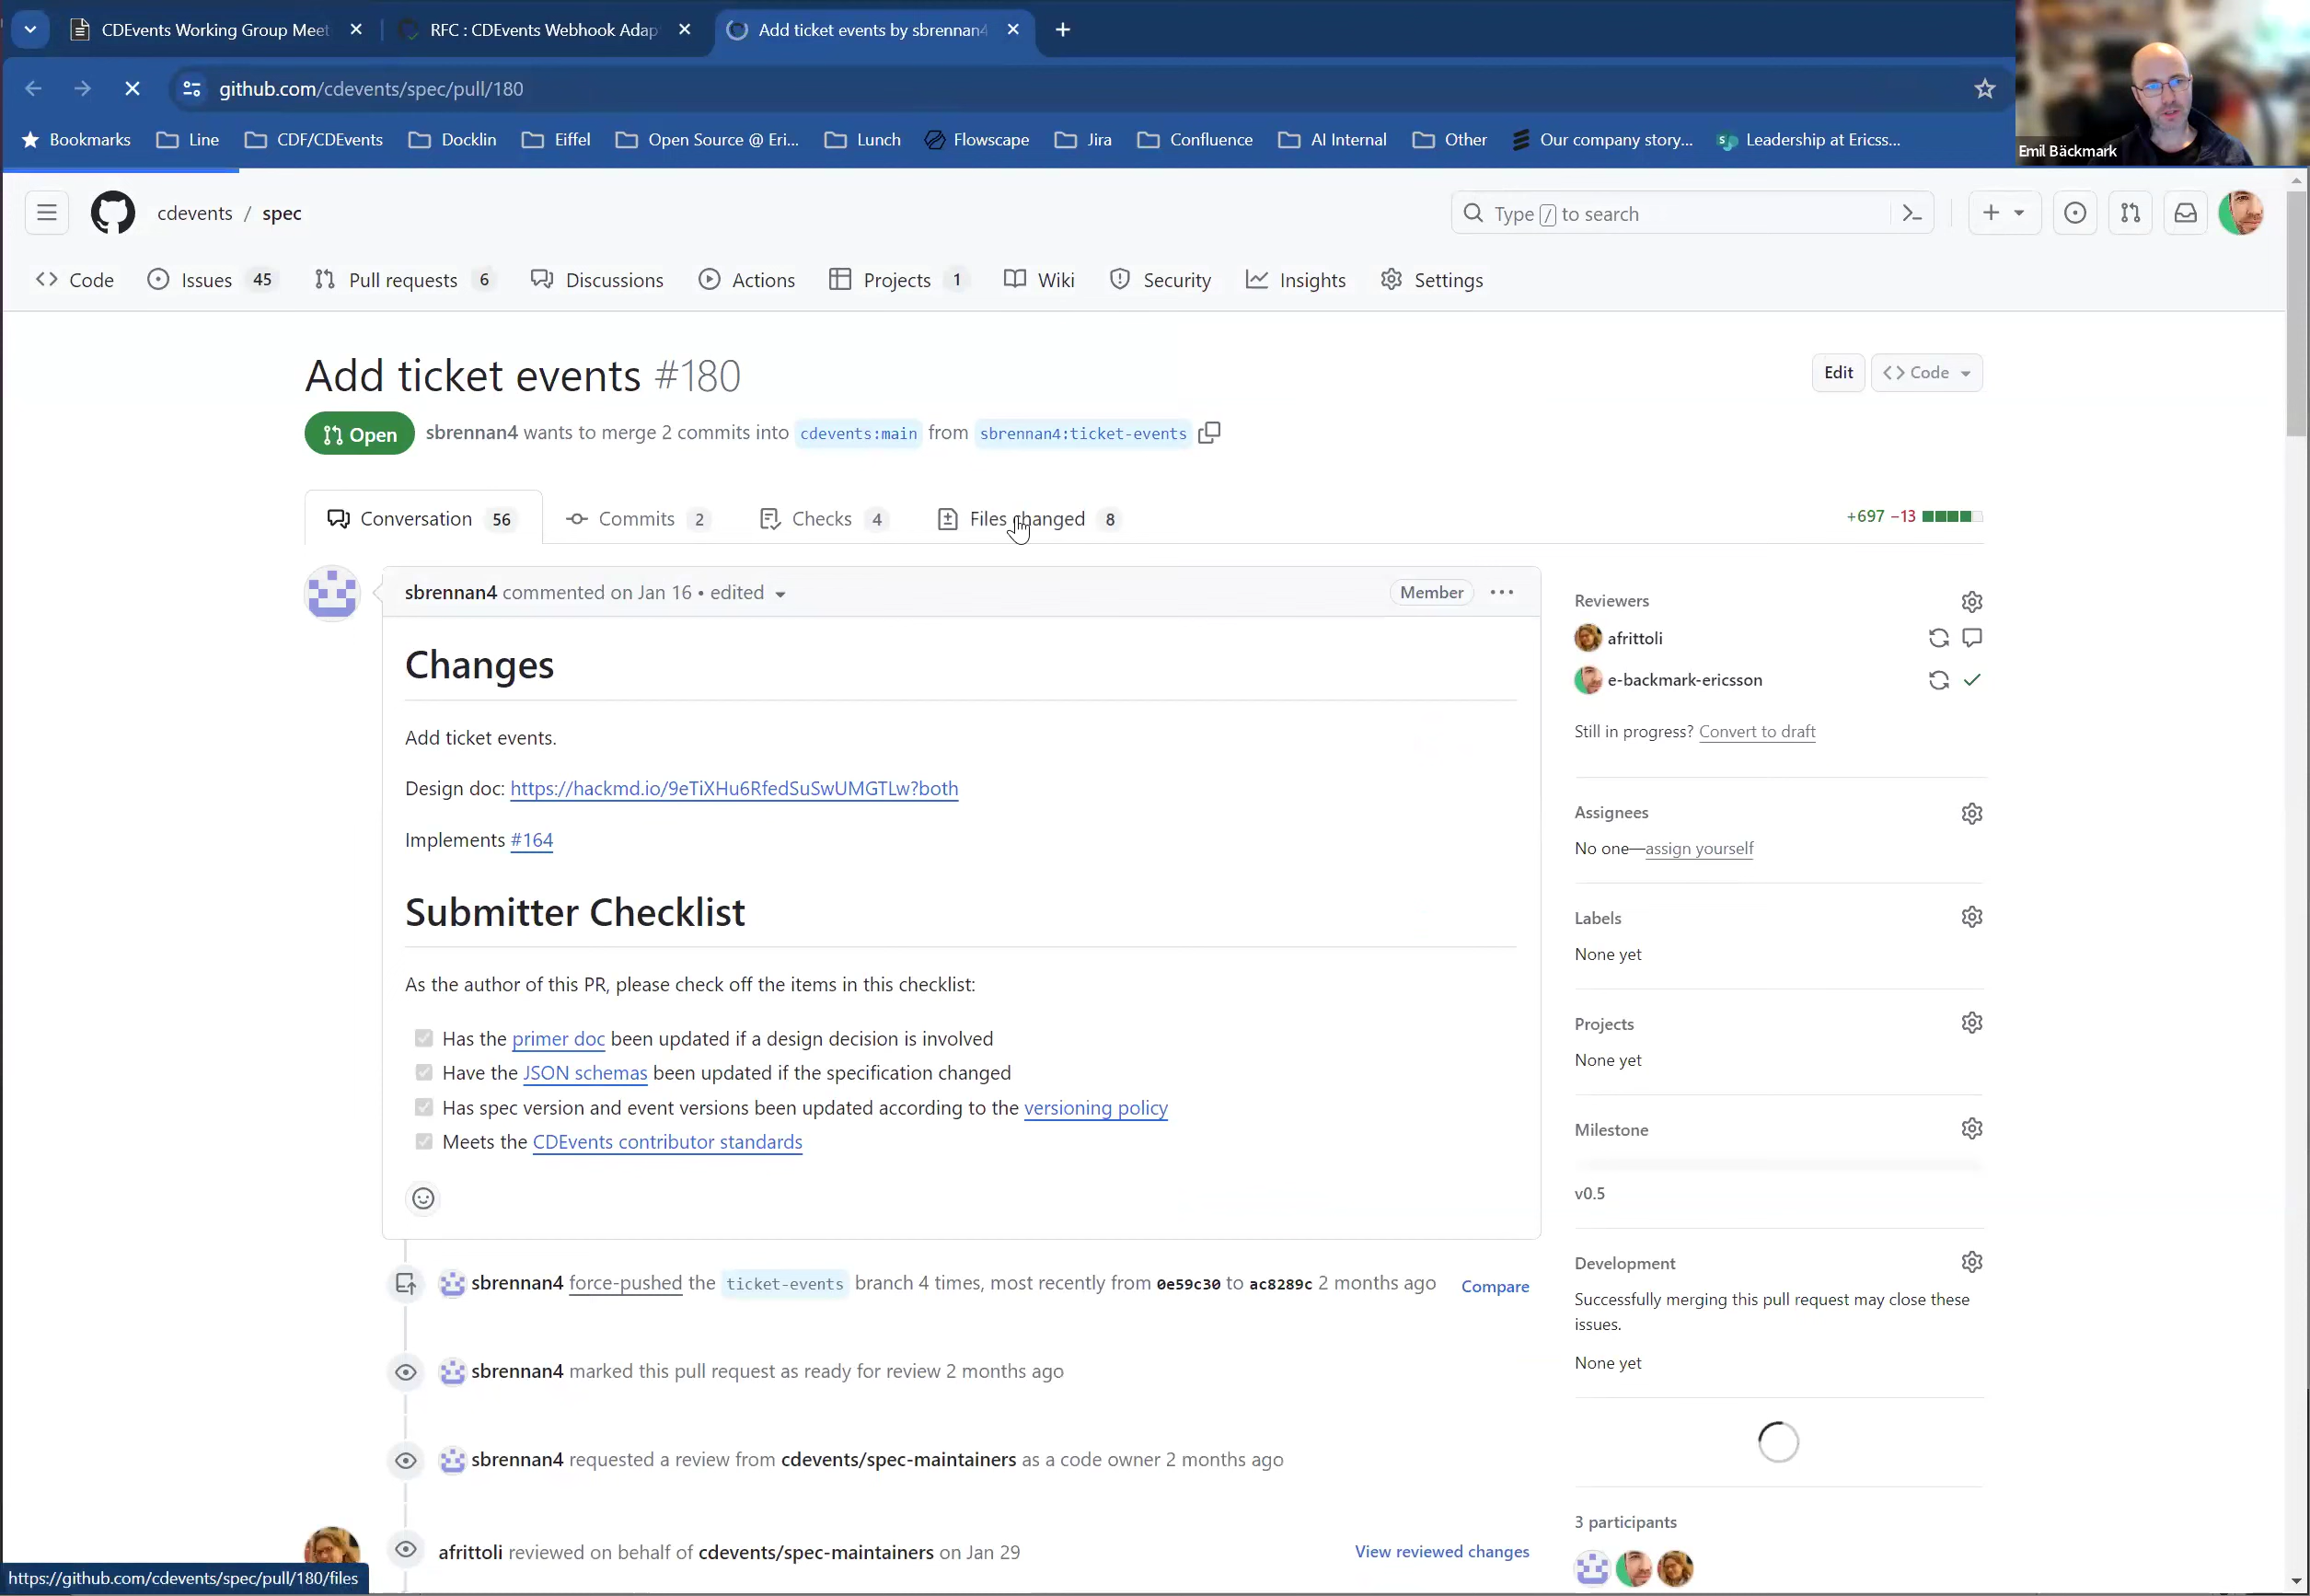 CDEvents Working Group Meet
RFC : CDEvents Webhook Adap
Add ticket events by sbrennan4
github.com/cdevents/spec/pull/180
Bookmarks
Line
CDF/CDEvents
Docklin
Eiffel
Open Source @ Eri...
Lunch
Flowscape
Jira
Confluence
AI Internal
Other
Our company story...
Leadership at Ericss...
Emil Bäckmark
cdevents / spec
Type / to search
Code
Issues 45
Pull requests 6
Discussions
Actions
Projects 1
Wiki
Security
Insights
Settings
Add ticket events #180
Edit
Code
Open
sbrennan4 wants to merge 2 commits into cdevents:main from sbrennan4:ticket-events
Conversation 56
Commits 2
Checks 4
Files changed 8
+697 −13
sbrennan4 commented on Jan 16 • edited
Member
Changes
Add ticket events.
Design doc: https://hackmd.io/9eTiXHu6RfedSuSwUMGTLw?both
Implements #164
Submitter Checklist
As the author of this PR, please check off the items in this checklist:
Has the primer doc been updated if a design decision is involved
Have the JSON schemas been updated if the specification changed
Has spec version and event versions been updated according to the versioning policy
Meets the CDEvents contributor standards
sbrennan4 force-pushed the ticket-events branch 4 times, most recently from 0e59c30 to ac8289c 2 months ago
Compare
sbrennan4 marked this pull request as ready for review 2 months ago
sbrennan4 requested a review from cdevents/spec-maintainers as a code owner 2 months ago
afrittoli reviewed on behalf of cdevents/spec-maintainers on Jan 29
View reviewed changes
Reviewers
afrittoli
e-backmark-ericsson
Still in progress? Convert to draft
Assignees
No one—assign yourself
Labels
None yet
Projects
None yet
Milestone
v0.5
Development
Successfully merging this pull request may close these
issues.
None yet
3 participants
https://github.com/cdevents/spec/pull/180/files